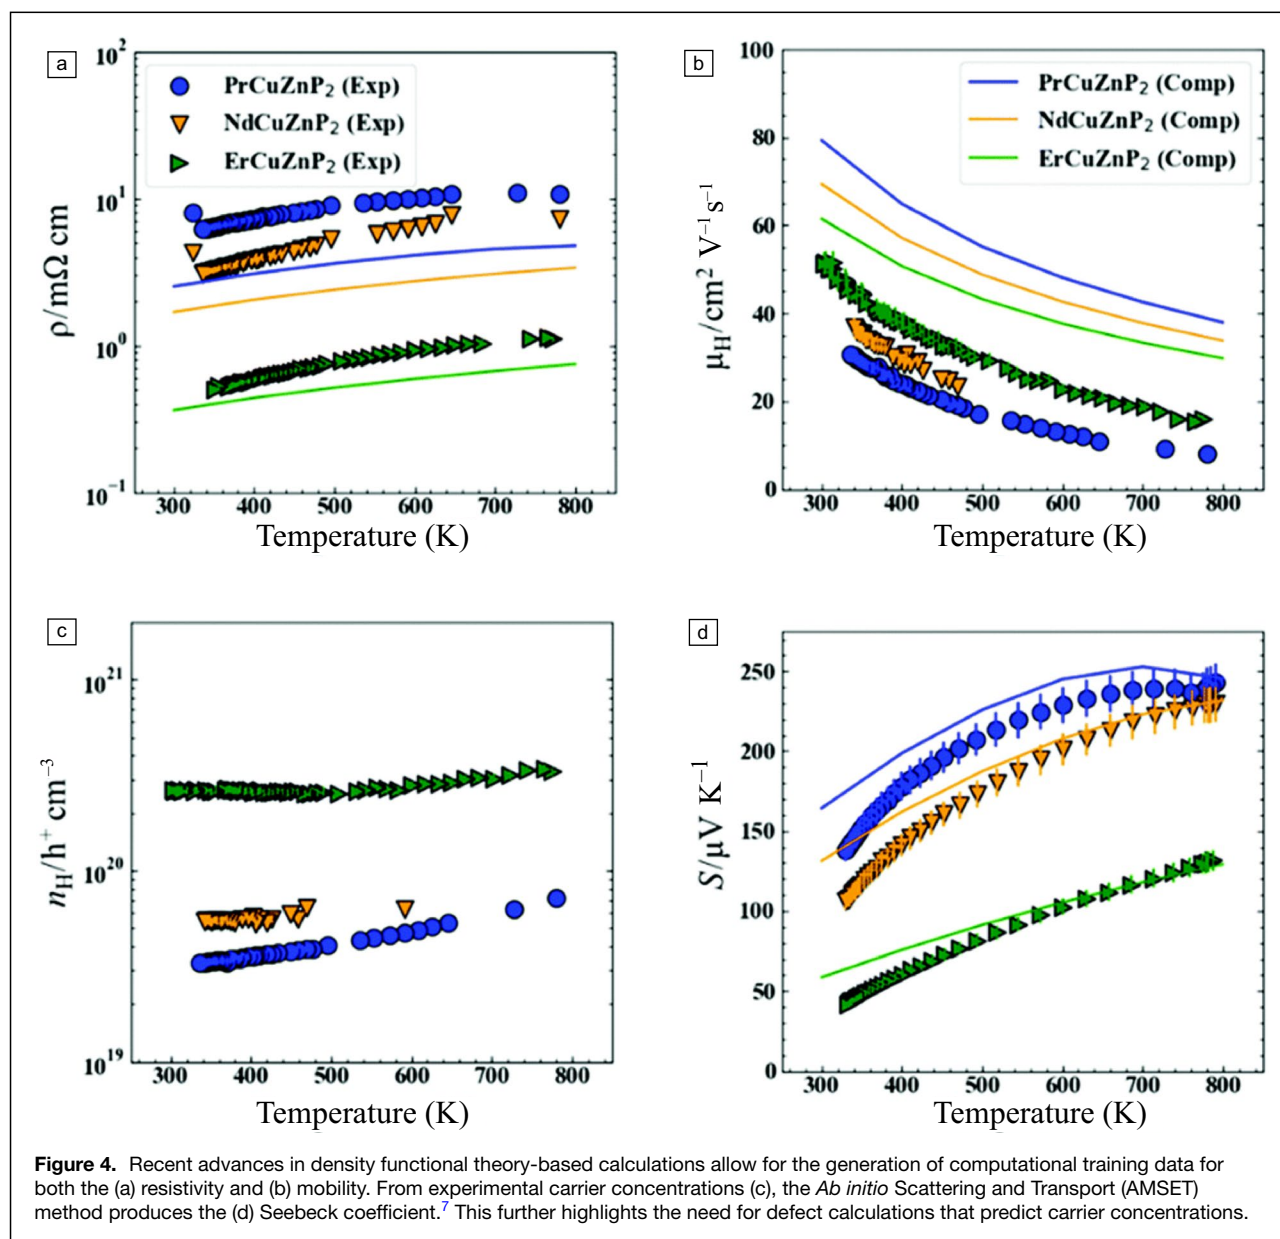 a
10²
10¹
10⁰
10⁻¹
ρ/mΩ cm
PrCuZnP₂ (Exp)
NdCuZnP₂ (Exp)
ErCuZnP₂ (Exp)
300 400 500 600 700 800
Temperature (K)
b
100
80
60
40
20
0
μH/cm² V⁻¹s⁻¹
PrCuZnP₂ (Comp)
NdCuZnP₂ (Comp)
ErCuZnP₂ (Comp)
300 400 500 600 700 800
Temperature (K)
c
10²¹
10²⁰
10¹⁹
nH/h⁺ cm⁻³
300 400 500 600 700 800
Temperature (K)
d
250
200
150
100
50
0
S/μV K⁻¹
300 400 500 600 700 800
Temperature (K)
Figure 4. Recent advances in density functional theory-based calculations allow for the generation of computational training data for
both the (a) resistivity and (b) mobility. From experimental carrier concentrations (c), the Ab initio Scattering and Transport (AMSET)
method produces the (d) Seebeck coefficient.⁷ This further highlights the need for defect calculations that predict carrier concentrations.